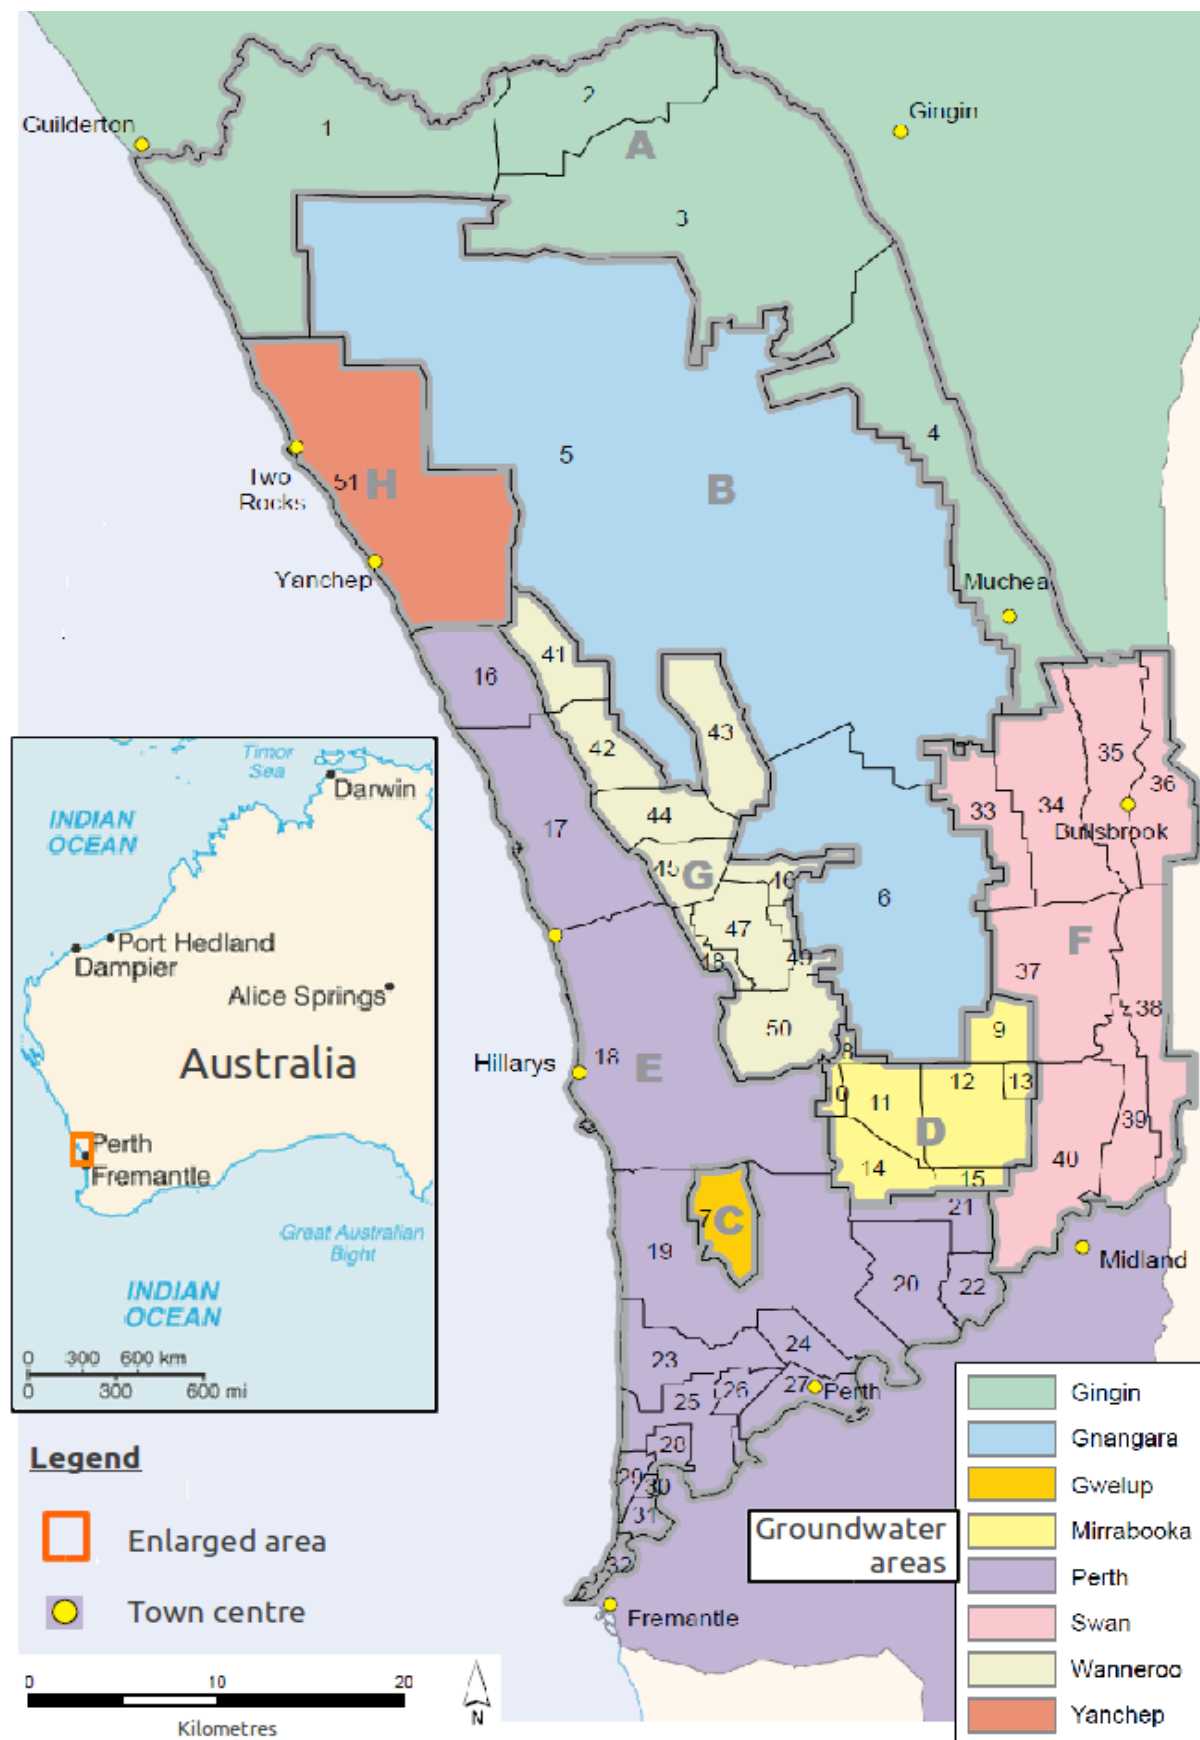 Guilderton
Gingin
1
2
A
3
4
5
B
Two
Rocks
51
H
Yanchep
Muchea
16
41
42
43
44
17
45
G
46
47
48
49
50
6
33
34
35
36
Bullsbrook
37
F
38
39
40
Hillarys
18
E
8
9
10
11
12
13
D
14
15
7
C
19
20
21
22
Midland
23
24
25
26
27
Perth
28
29
30
31
32
Fremantle
Timor
Sea
Darwin
INDIAN
OCEAN
Port Hedland
Dampier
Alice Springs
Australia
Perth
Fremantle
Great Australian
Bight
INDIAN
OCEAN
0 300 600 km
0 300 600 mi
Legend
Enlarged area
Town centre
0 10 20
Kilometres
N
Groundwater
areas
Gingin
Gnangara
Gwelup
Mirrabooka
Perth
Swan
Wanneroo
Yanchep